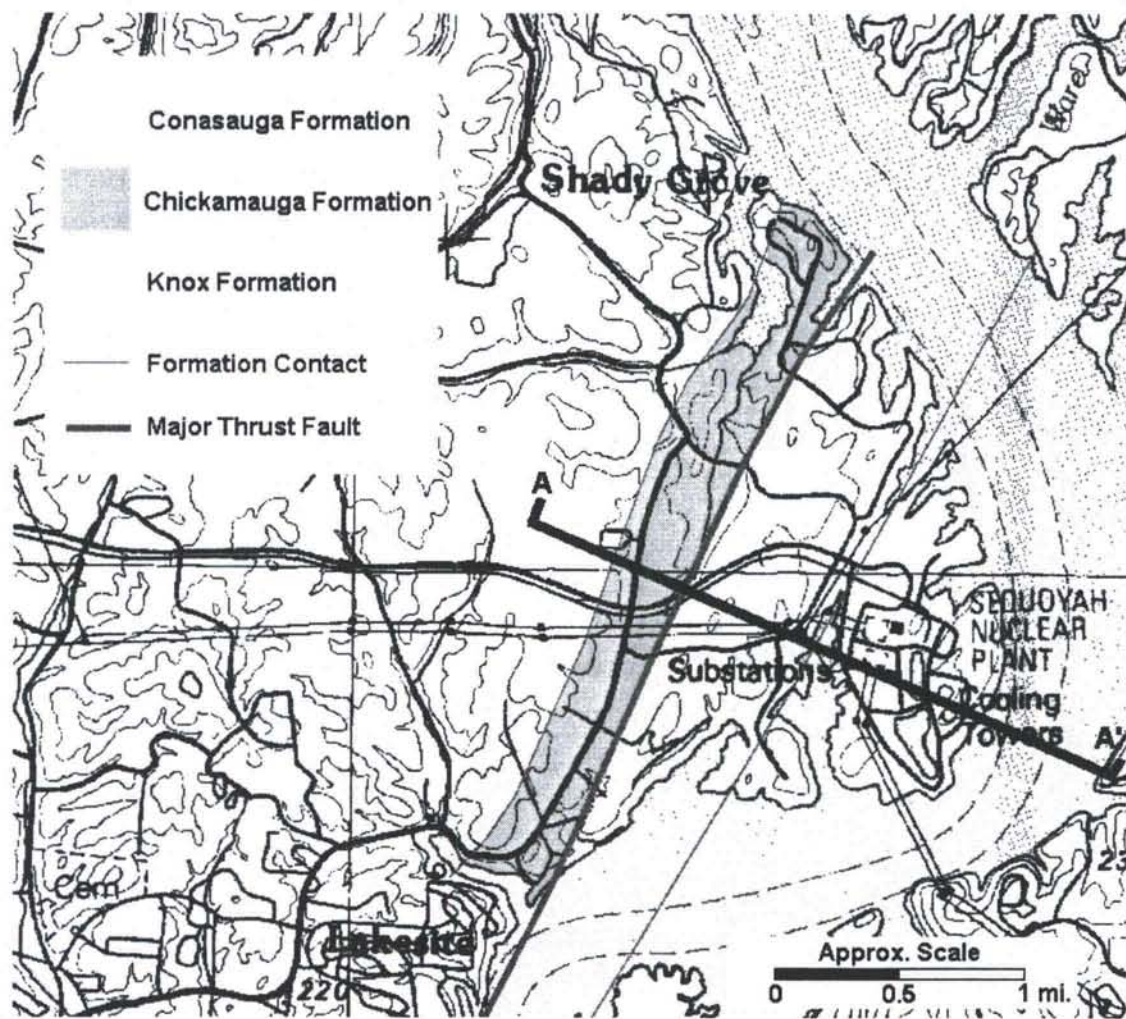 Conasauga Formation
Chickamauga Formation
Knox Formation
Formation Contact
Major Thrust Fault
Shady Grove
A
SEQUOYAH
NUCLEAR
PLANT
Substations
Cooling
Towers
A'
Cem
Lakesite
220
23
Approx. Scale
0 0.5 1 mi.